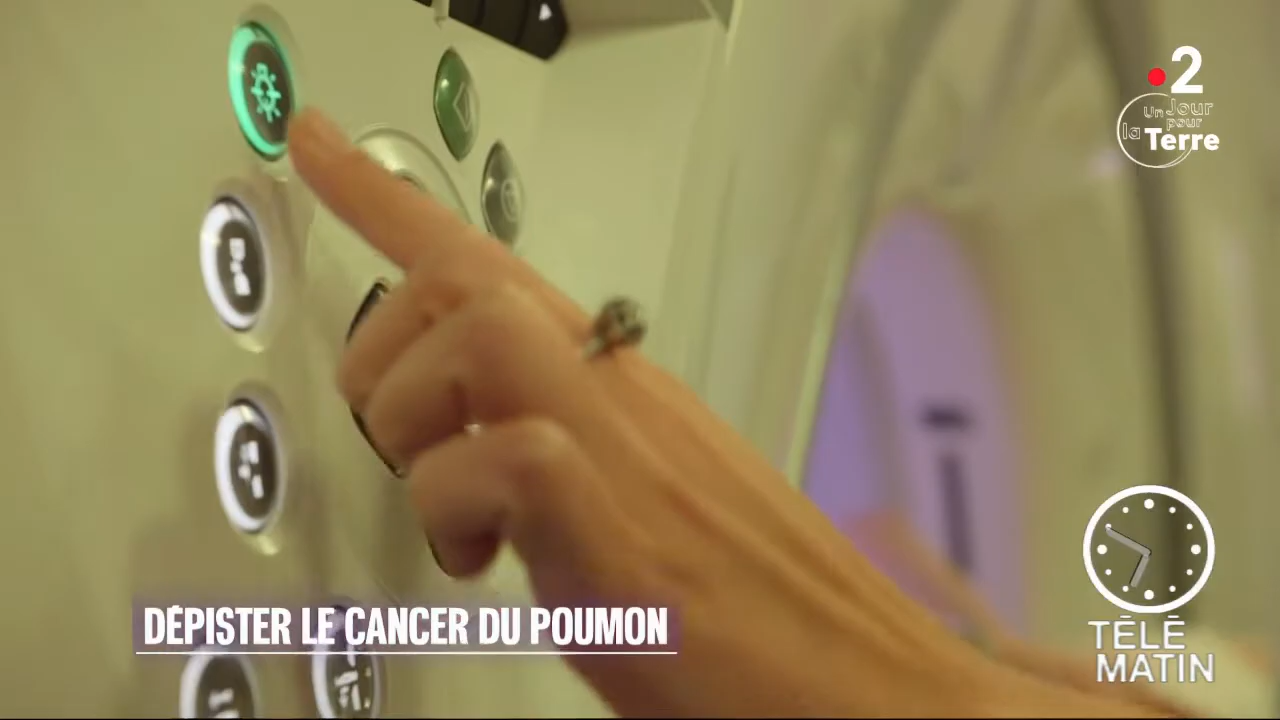 2
Un Jour
pour
la Terre
DÉPISTER LE CANCER DU POUMON
TÉLÉ
MATIN